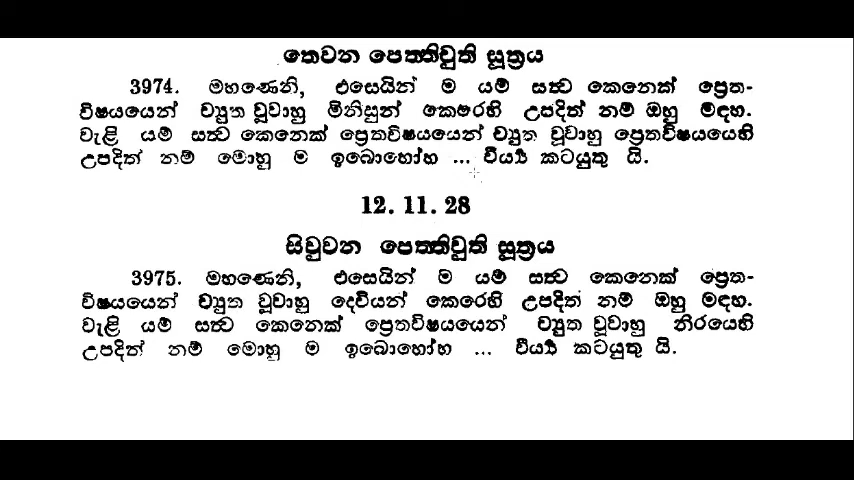 තෙවන පෙත්තිචුති සූත්‍රය
3974. මහණෙනි, එසෙයින් ම යම් සත්‍ව කෙනෙක් ප්‍රෙත-
විෂයයෙන් ච්‍යුත වූවාහු මිනිසුන් කෙරෙහි උපදිත් නම් ඔහු මඳහ.
වැළි යම් සත්‍ව කෙනෙක් ප්‍රෙතවිෂයයෙන් ච්‍යුත වූවාහු ප්‍රෙතවිෂයයෙහි
උපදිත් නම් මොහු ම ඉබොහෝහ ... වීර්‍ය්‍ය කටයුතු යි.
12. 11. 28
සිවුවන පෙත්තිචුති සූත්‍රය
3975. මහණෙනි, එසෙයින් ම යම් සත්‍ව කෙනෙක් ප්‍රෙත-
විෂයයෙන් ච්‍යුත වූවාහු දෙවියන් කෙරෙහි උපදිත් නම් ඔහු මඳහ.
වැළි යම් සත්‍ව කෙනෙක් ප්‍රෙතවිෂයයෙන් ච්‍යුත වූවාහු නිරයෙහි
උපදිත් නම් මොහු ම ඉබොහෝහ ... වීර්‍ය්‍ය කටයුතු යි.